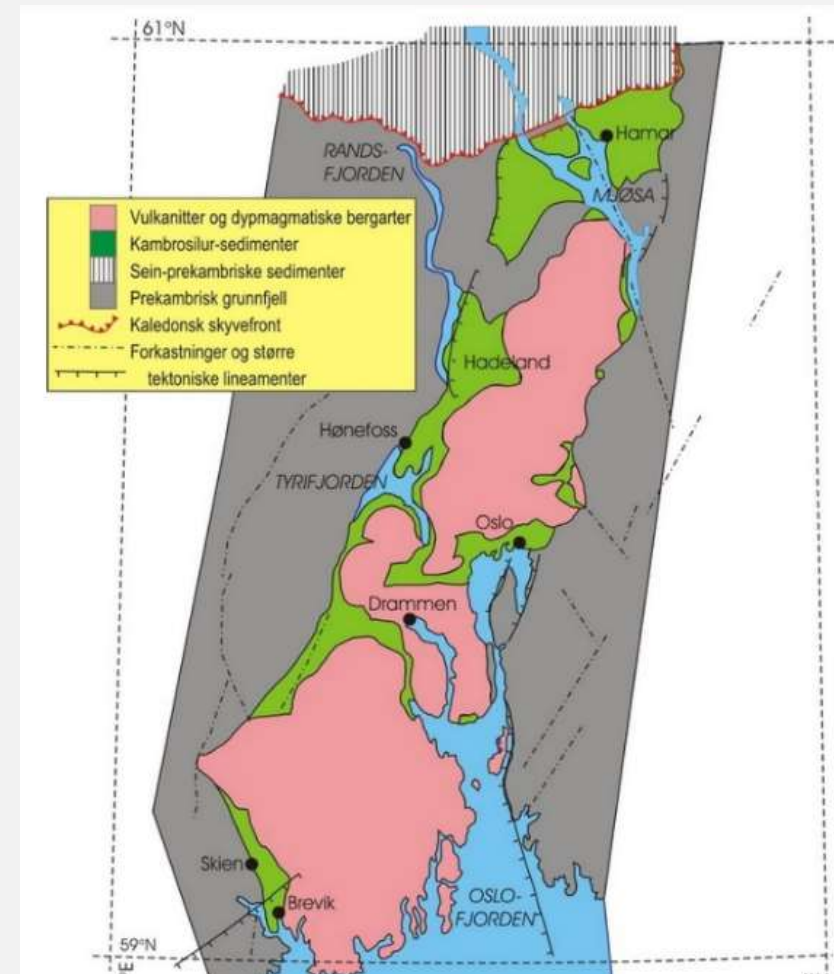 61°N
Hamar
RANDS-
FJORDEN
MJØSA
Vulkanitter og dypmagmatiske bergarter
Kambrosilur-sedimenter
Sein-prekambriske sedimenter
Prekambrisk grunnfjell
Kaledonsk skyvefront
Forkastninger og større
tektoniske lineamenter
Hadeland
Hønefoss
TYRIFJORDEN
Oslo
Drammen
Skien
Brevik
OSLO-
FJORDEN
59°N